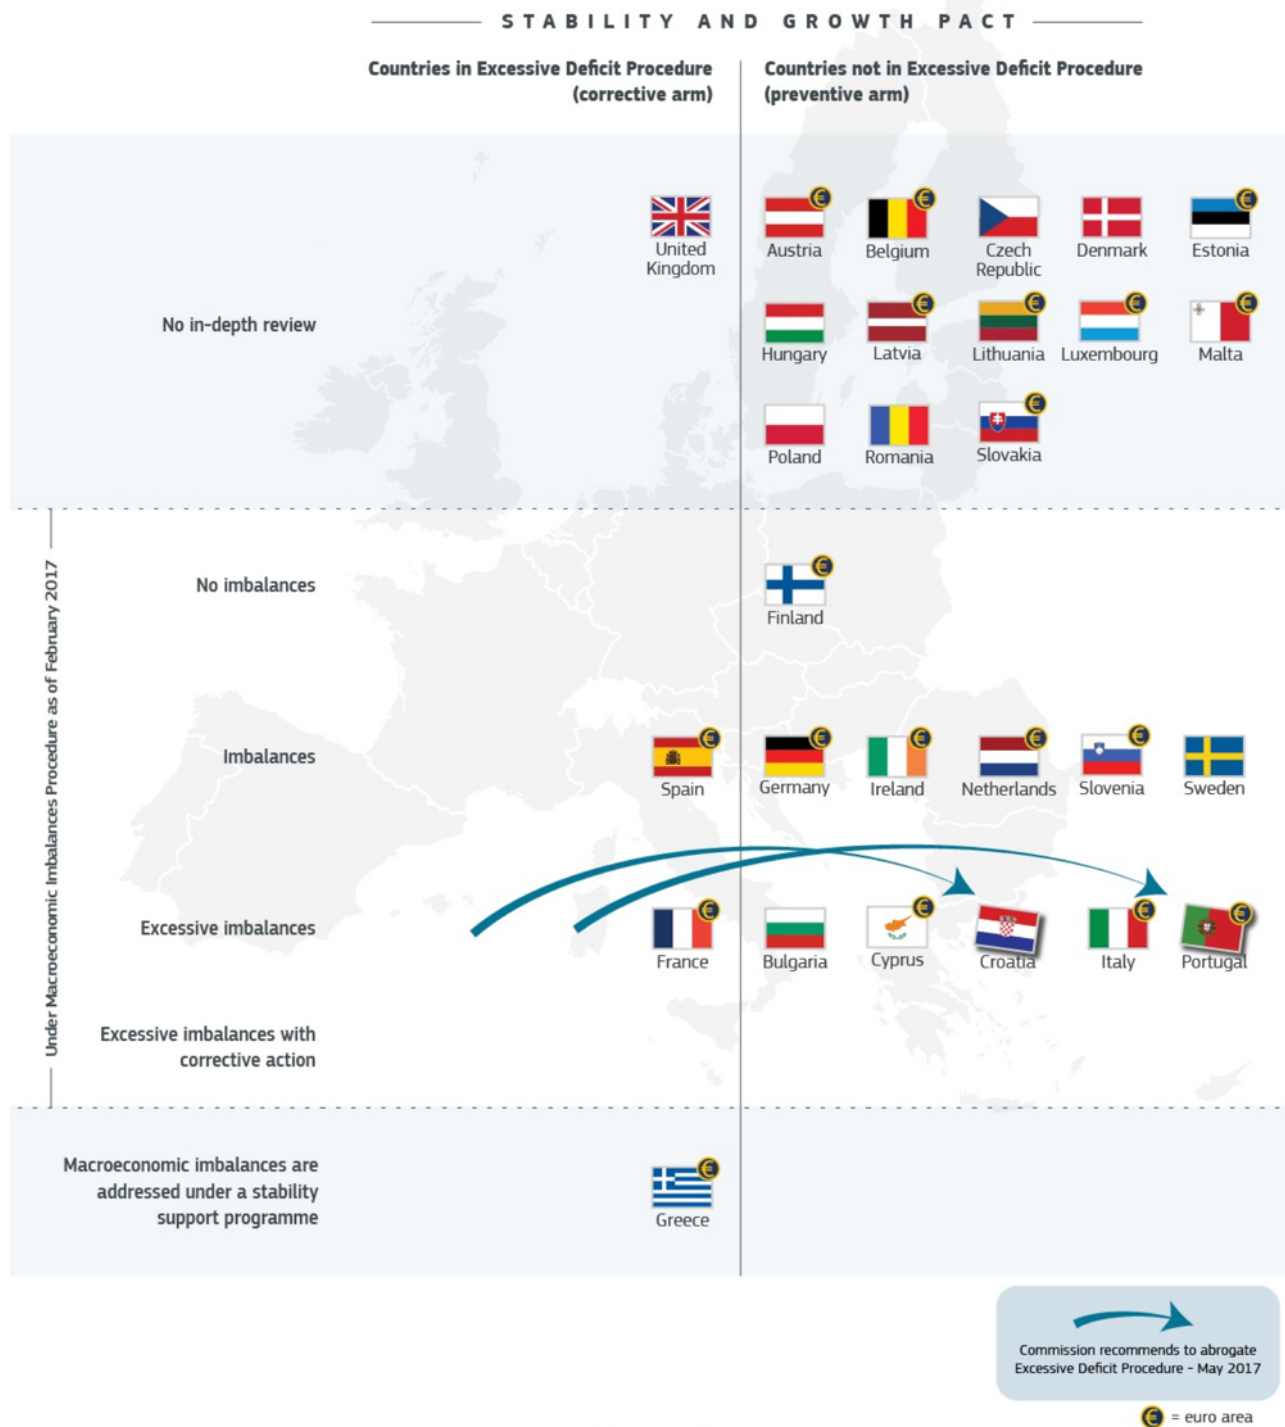 STABILITY AND GROWTH PACT
Countries in Excessive Deficit Procedure
(corrective arm)
Countries not in Excessive Deficit Procedure
(preventive arm)
No in-depth review
United
Kingdom
Austria
Belgium
Czech
Republic
Denmark
Estonia
Hungary
Latvia
Lithuania
Luxembourg
Malta
Poland
Romania
Slovakia
Under Macroeconomic Imbalances Procedure as of February 2017
No imbalances
Finland
Imbalances
Spain
Germany
Ireland
Netherlands
Slovenia
Sweden
Excessive imbalances
France
Bulgaria
Cyprus
Croatia
Italy
Portugal
Excessive imbalances with
corrective action
Macroeconomic imbalances are
addressed under a stability
support programme
Greece
Commission recommends to abrogate
Excessive Deficit Procedure - May 2017
€ = euro area